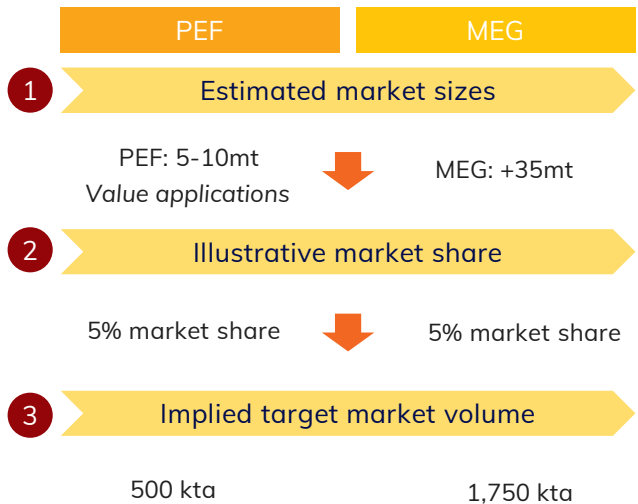 PEF MEG
1 Estimated market sizes
PEF: 5-10mt
Value applications
MEG: +35mt
2 Illustrative market share
5% market share 5% market share
3 Implied target market volume
500 kta 1,750 kta